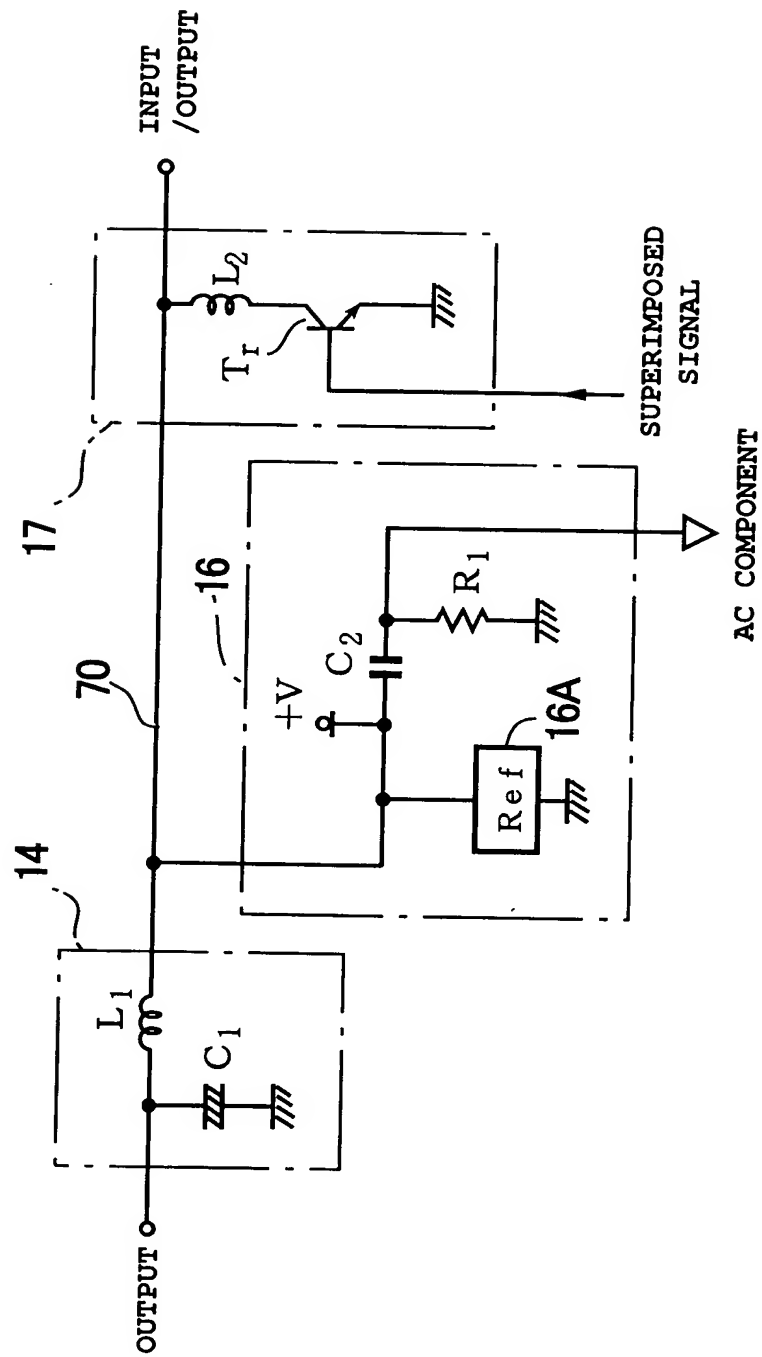 INPUT
/OUTPUT
17
L2
Tr
SUPERIMPOSED
SIGNAL
70
16
+V
C2
R1
16A
Ref
AC COMPONENT
14
L1
C1
OUTPUT